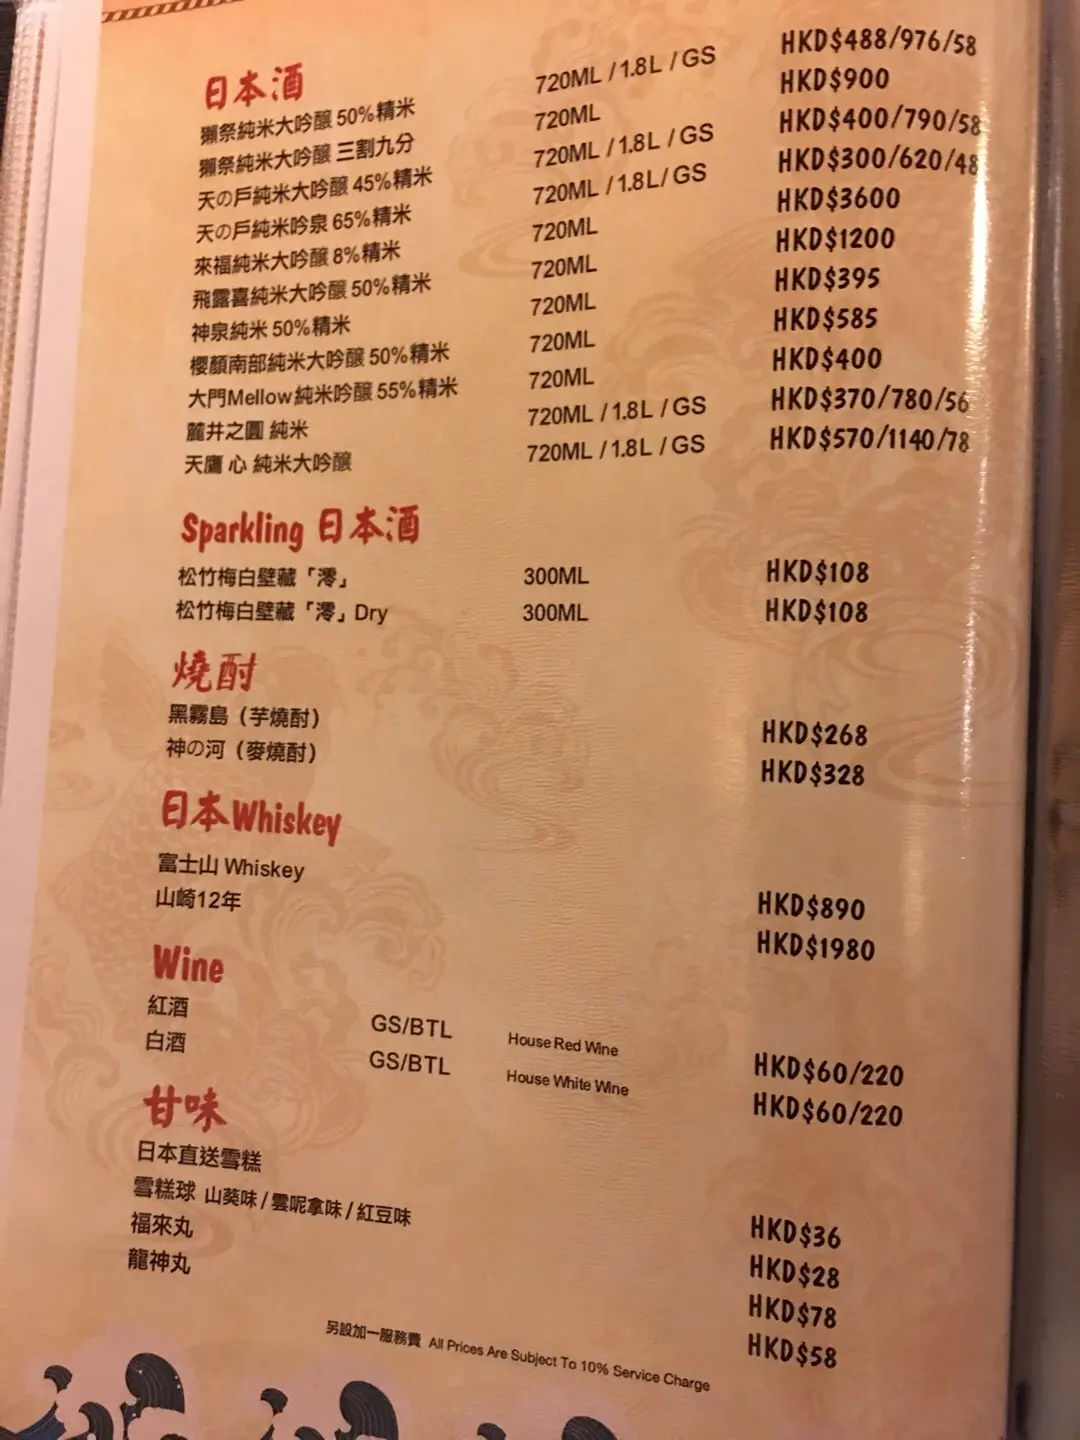 日本酒
獺祭純米大吟釀 50%精米 720ML / 1.8L / GS HKD$488/976/58
獺祭純米大吟釀 三割九分 720ML HKD$900
天の戶純米大吟釀 45%精米 720ML / 1.8L / GS HKD$400/790/58
天の戶純米吟泉 65%精米 720ML / 1.8L/ GS HKD$300/620/48
來福純米大吟釀 8%精米 720ML HKD$3600
飛露喜純米大吟釀 50%精米 720ML HKD$1200
神泉純米 50%精米 720ML HKD$395
櫻顏南部純米大吟釀 50%精米 720ML HKD$585
大門Mellow純米吟釀 55%精米 720ML HKD$400
麓井之圓 純米 720ML / 1.8L / GS HKD$370/780/56
天鷹 心 純米大吟釀 720ML / 1.8L / GS HKD$570/1140/78
Sparkling 日本酒
松竹梅白壁藏「澪」 300ML HKD$108
松竹梅白壁藏「澪」Dry 300ML HKD$108
燒酎
黑霧島（芋燒酎） HKD$268
神の河（麥燒酎） HKD$328
日本Whiskey
富士山 Whiskey HKD$890
山崎12年 HKD$1980
Wine
紅酒 GS/BTL House Red Wine HKD$60/220
白酒 GS/BTL House White Wine HKD$60/220
甘味
日本直送雪糕 HKD$36
雪糕球 山葵味 / 雲呢拿味 / 紅豆味 HKD$28
福來丸 HKD$78
龍神丸 HKD$58
另設加一服務費 All Prices Are Subject To 10% Service Charge